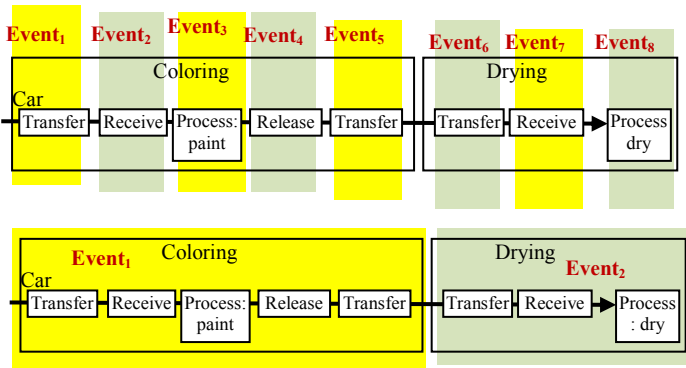 Event1 Event2 Event3 Event4 Event5 Event6 Event7 Event8
Coloring Drying
Car
Transfer Receive Process: Release Transfer Transfer Receive Process
paint dry
Coloring Drying
Event1 Event2
Car
Transfer Receive Process: Release Transfer Transfer Receive Process
paint : dry